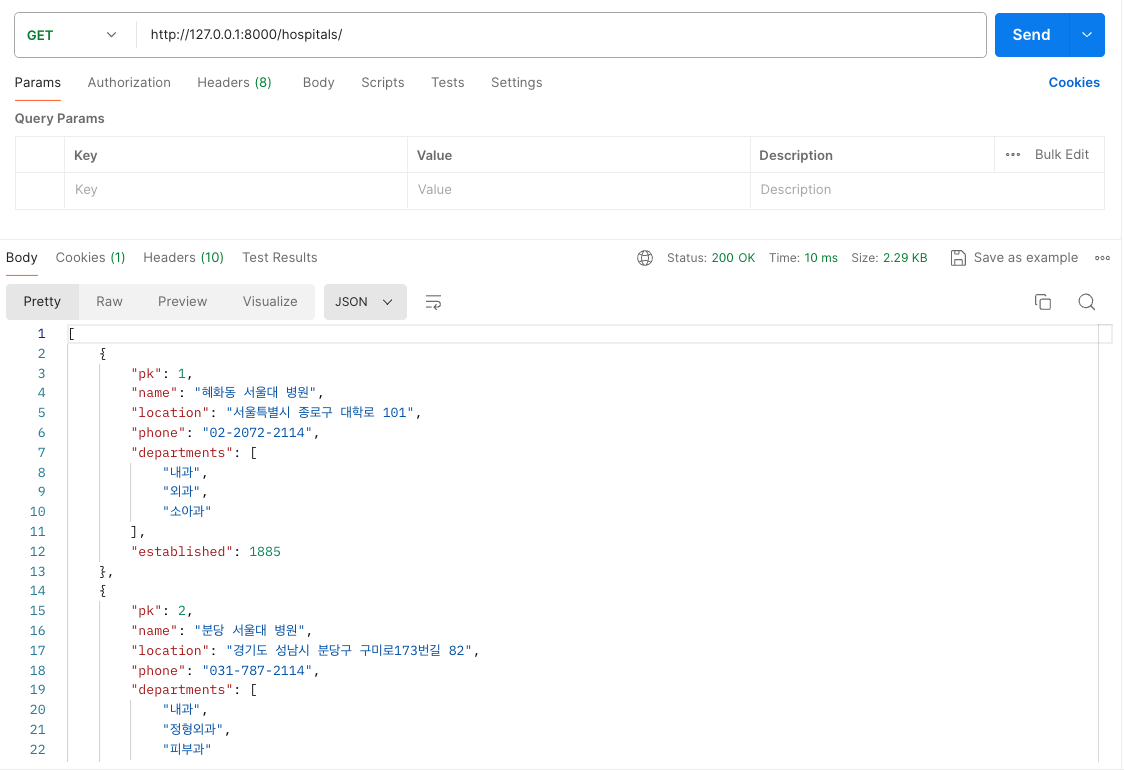 GET http://127.0.0.1:8000/hospitals/ Send
Params Authorization Headers (8) Body Scripts Tests Settings Cookies
Query Params
Key Value Description ••• Bulk Edit
Key Value Description
Body Cookies (1) Headers (10) Test Results Status: 200 OK Time: 10 ms Size: 2.29 KB Save as example
Pretty Raw Preview Visualize JSON
1 [
2 {
3 "pk": 1,
4 "name": "혜화동 서울대 병원",
5 "location": "서울특별시 종로구 대학로 101",
6 "phone": "02-2072-2114",
7 "departments": [
8 "내과",
9 "외과",
10 "소아과"
11 ],
12 "established": 1885
13 },
14 {
15 "pk": 2,
16 "name": "분당 서울대 병원",
17 "location": "경기도 성남시 분당구 구미로173번길 82",
18 "phone": "031-787-2114",
19 "departments": [
20 "내과",
21 "정형외과",
22 "피부과"